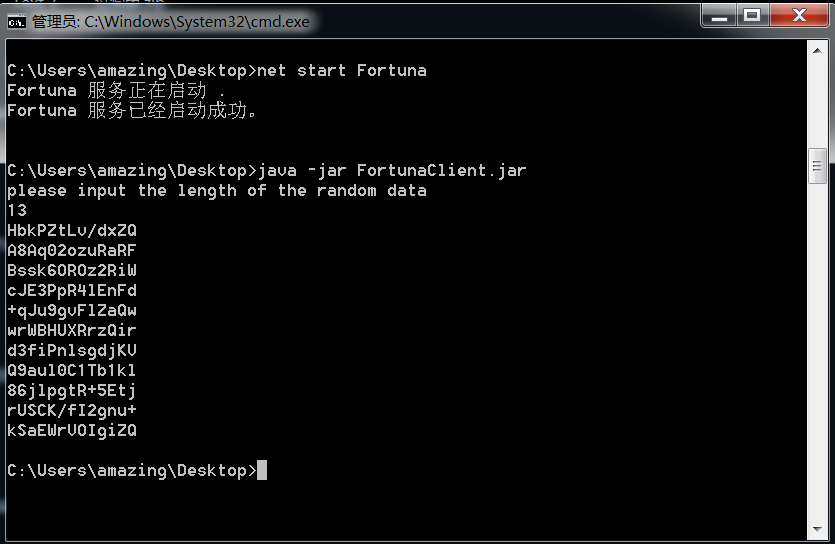 管理员: C:\Windows\System32\cmd.exe
C:\Users\amazing\Desktop>net start Fortuna
Fortuna 服务正在启动 .
Fortuna 服务已经启动成功。
C:\Users\amazing\Desktop>java -jar FortunaClient.jar
please input the length of the random data
13
HbkPZtLv/dxZQ
A8Aq02ozuRaRF
Bssk6OROz2RiW
cJE3PpR4lEnFd
+qJu9gvFlZaQw
wrWBHUXRrzQir
d3fiPnlsgdjKV
Q9aul0C1Tb1kl
86jlpgtR+5Etj
rUSCK/fI2gnu+
kSaEWrVOIgiZQ
C:\Users\amazing\Desktop>